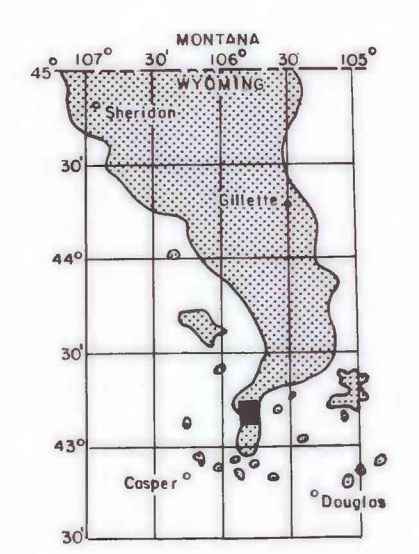 MONTANA
107° 30' 106° 30' 105°
45°
WYOMING
Sheridan
30'
Gillette
44°
30'
43°
Casper
Douglas
30'